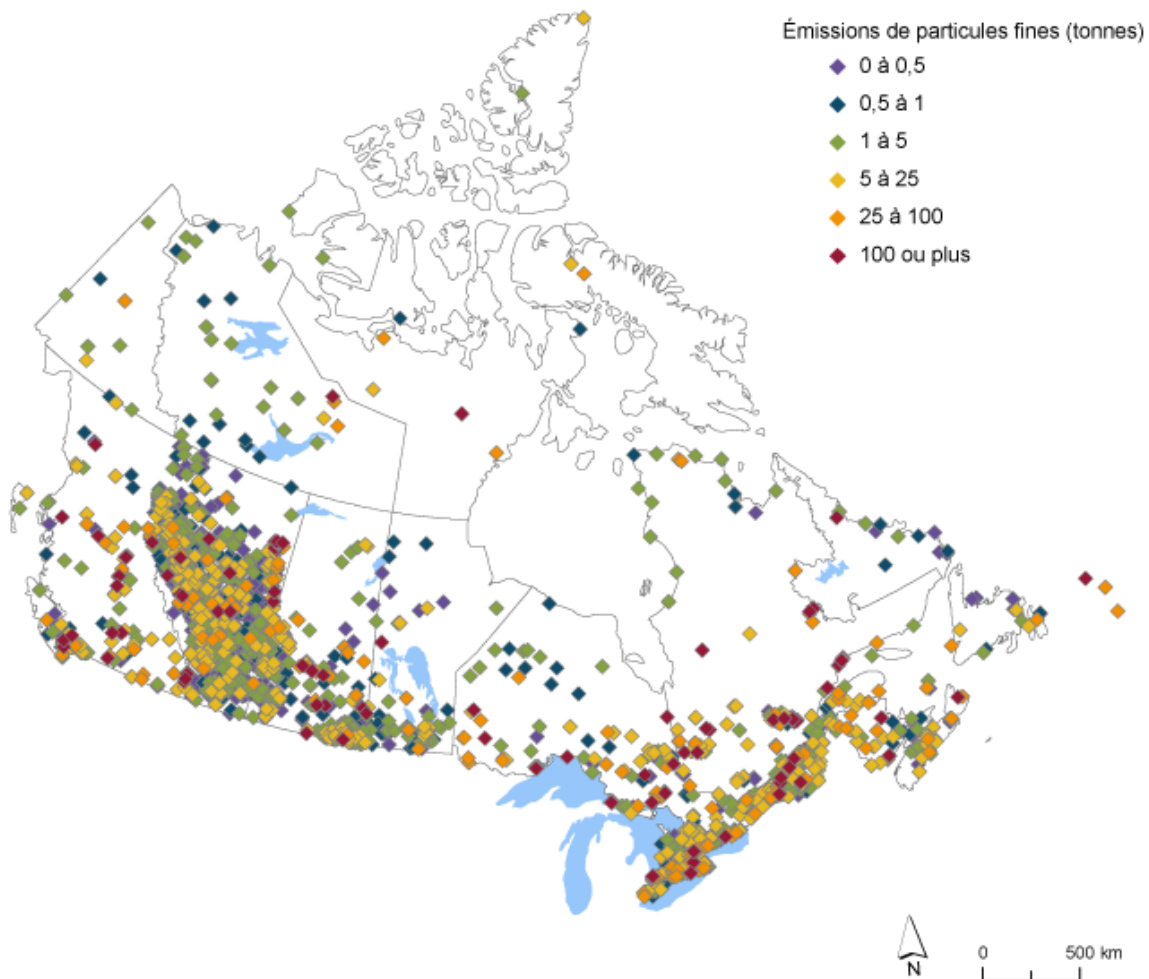 Émissions de particules fines (tonnes)
0 à 0,5
0,5 à 1
1 à 5
5 à 25
25 à 100
100 ou plus
N
0 500 km